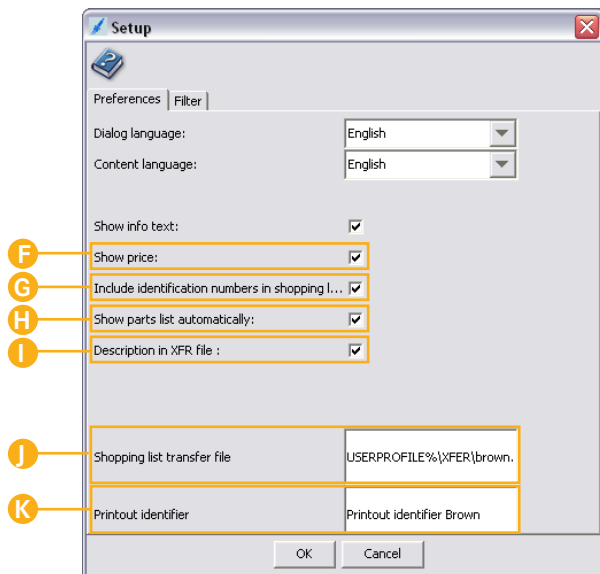 Setup
Preferences Filter
Dialog language: English
Content language: English
Show info text:
F Show price:
G Include identification numbers in shopping l...
H Show parts list automatically:
I Description in XFR file :
J Shopping list transfer file USERPROFILE%\XFER\brown.
K Printout identifier Printout identifier Brown
OK Cancel